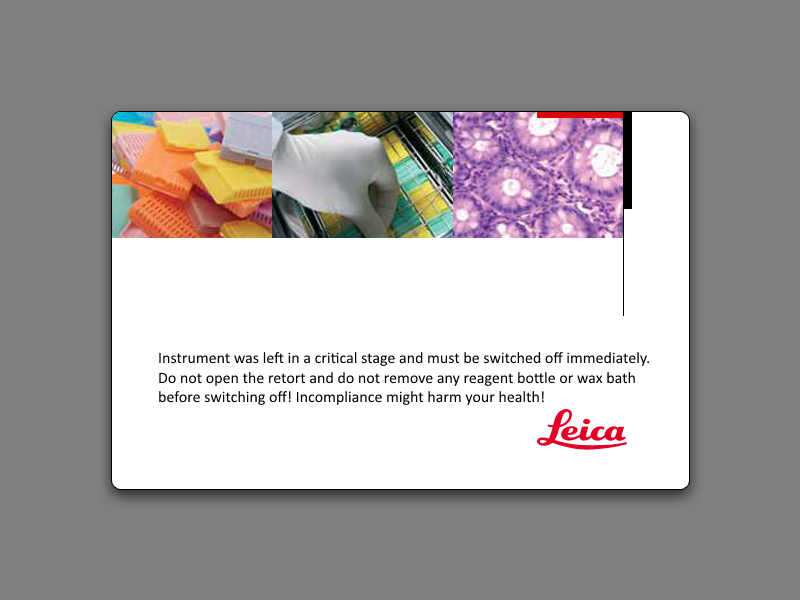 Instrument was left in a critical stage and must be switched off immediately.
Do not open the retort and do not remove any reagent bottle or wax bath
before switching off! Incompliance might harm your health!
Leica